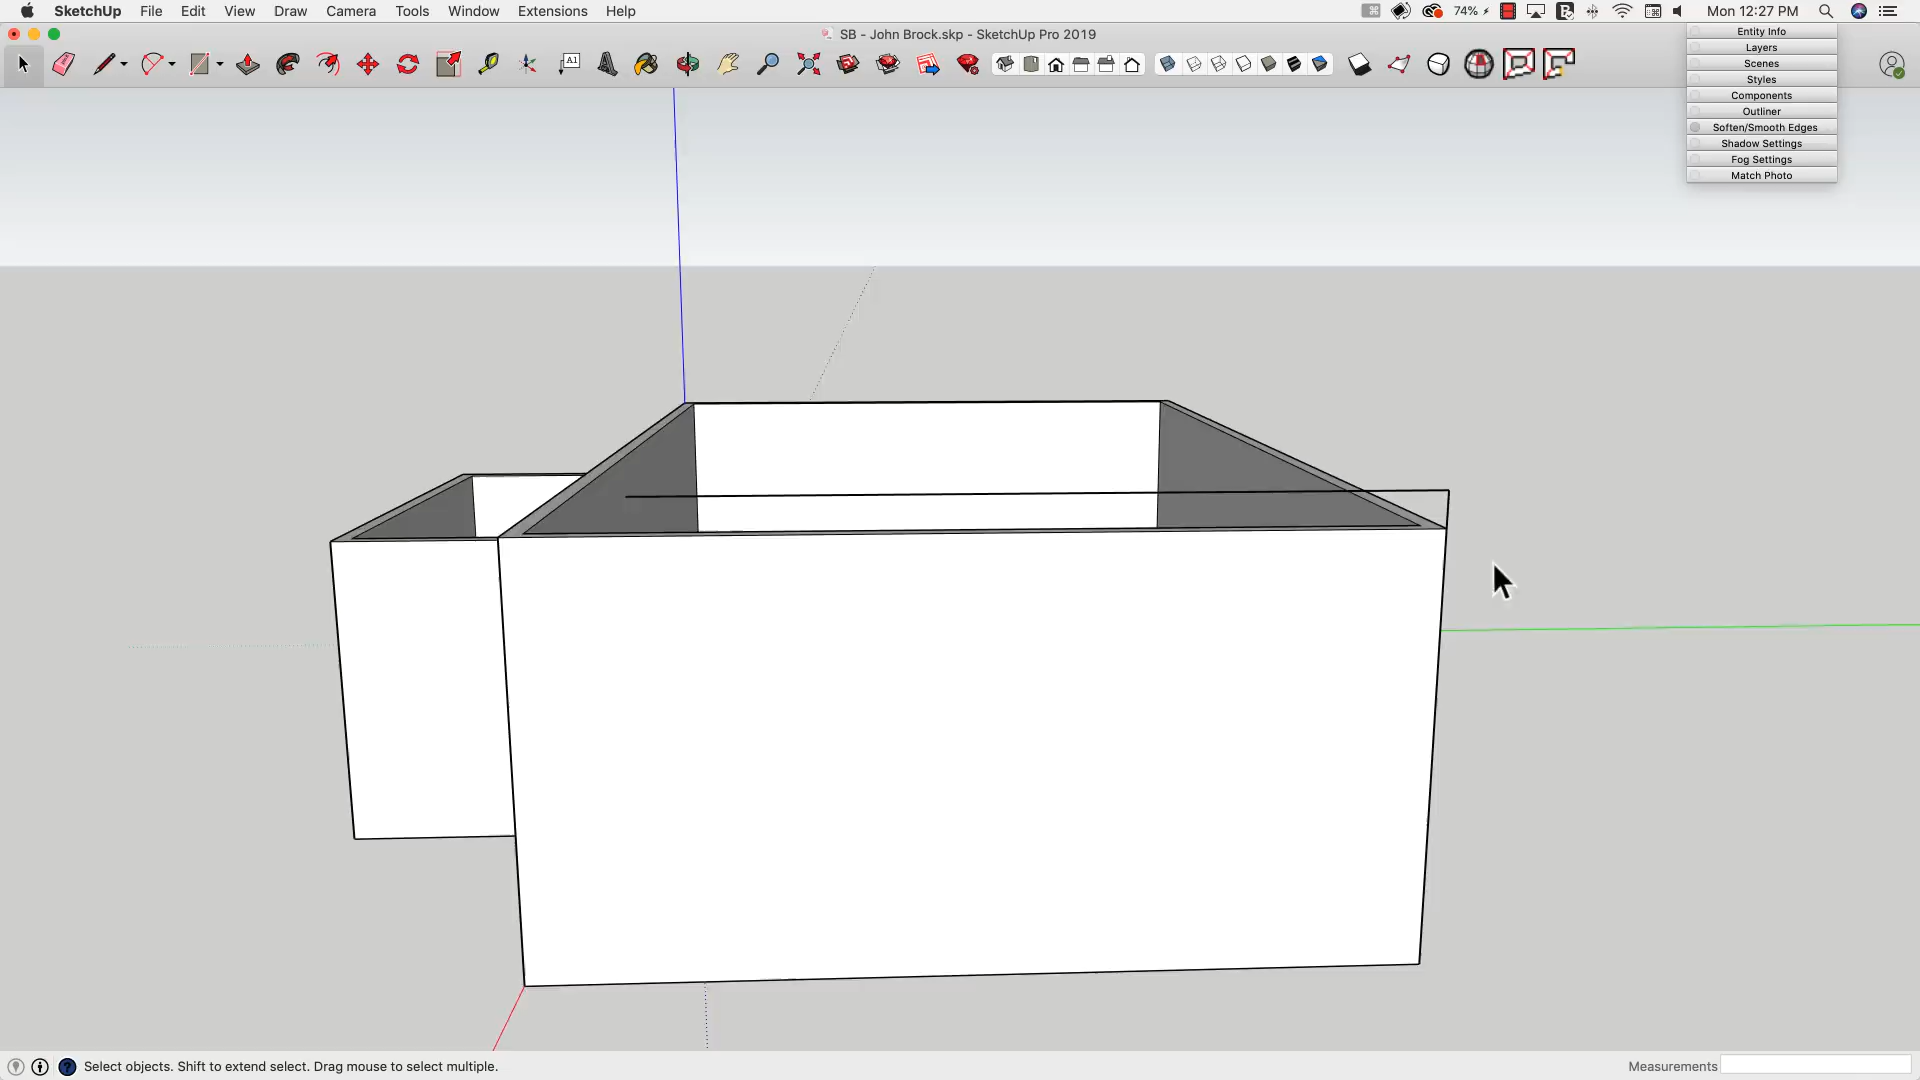 SketchUp File Edit View Draw Camera Tools Window Extensions Help 74% Mon 12:27 PM
SB - John Brock.skp - SketchUp Pro 2019
A1
Entity Info
Layers
Scenes
Styles
Components
Outliner
Soften/Smooth Edges
Shadow Settings
Fog Settings
Match Photo
Select objects. Shift to extend select. Drag mouse to select multiple. Measurements